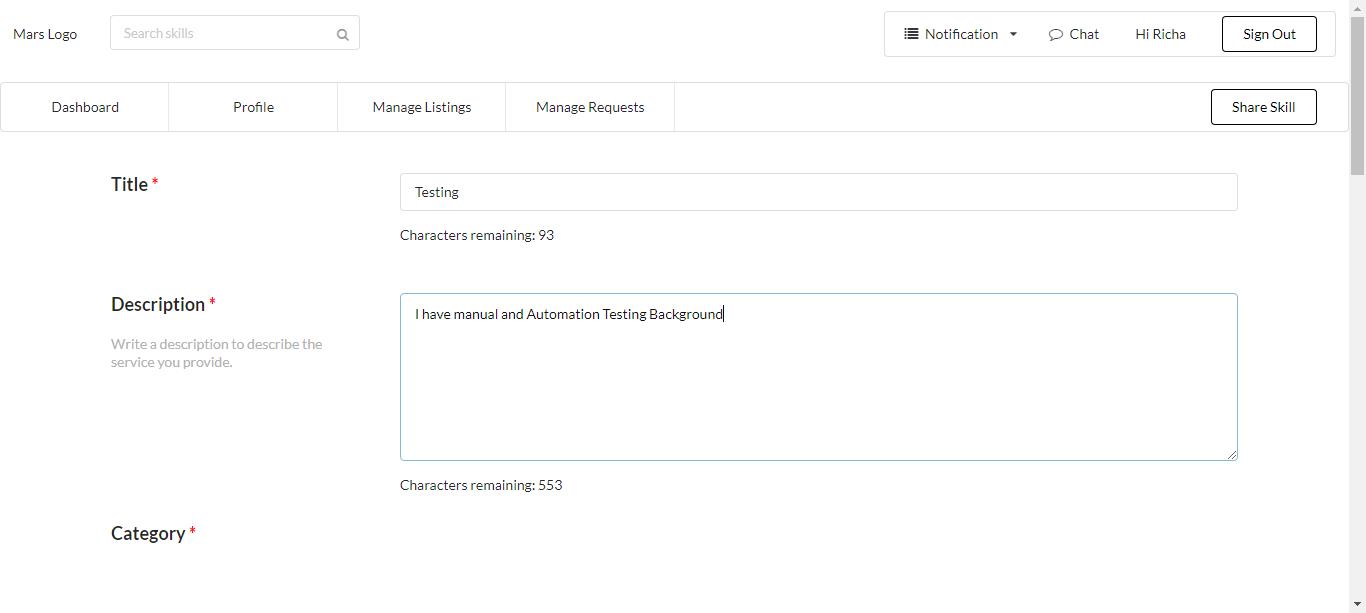 Mars Logo
Search skills
Notification
Chat
Hi Richa
Sign Out
Dashboard
Profile
Manage Listings
Manage Requests
Share Skill
Title *
Testing
Characters remaining: 93
Description *
I have manual and Automation Testing Background
Write a description to describe the
service you provide.
Characters remaining: 553
Category *